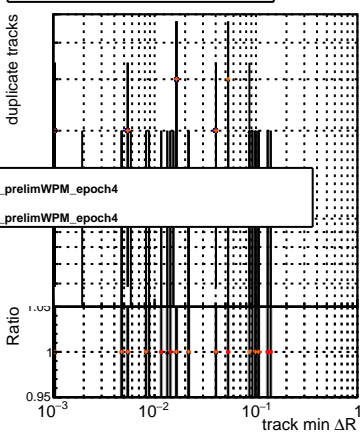 duplicate tracks
_prelimWPM_epoch4
_prelimWPM_epoch4
1.05
Ratio
1
0.95
10⁻³
10⁻²
10⁻¹
1
track min ΔR